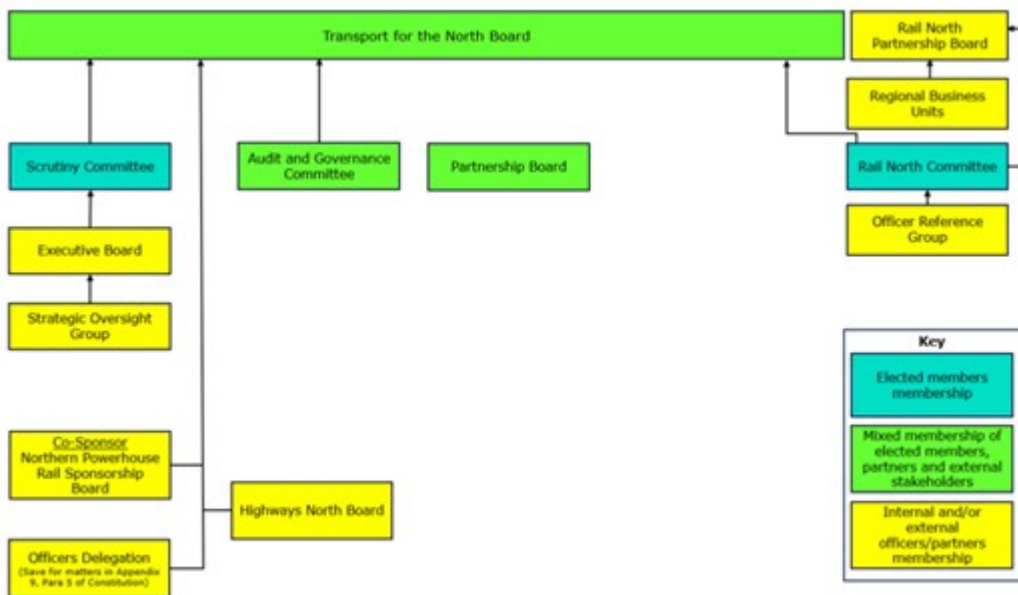 Transport for the North Board
Rail North
Partnership Board
Regional Business
Units
Scrutiny Committee
Audit and Governance
Committee
Partnership Board
Rail North Committee
Executive Board
Officer Reference
Group
Strategic Oversight
Group
Key
Elected members
membership
Mixed membership of
elected members,
partners and external
stakeholders
Internal and/or
external
officers/partners
membership
Co-Sponsor
Northern Powerhouse
Rail Sponsorship
Board
Highways North Board
Officers Delegation
(Save for matters in Appendix
9, Para 5 of Constitution)